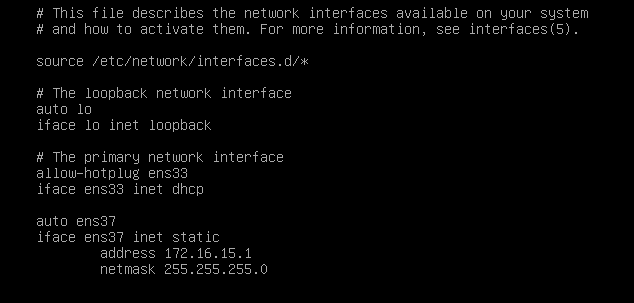 # This file describes the network interfaces available on your system
# and how to activate them. For more information, see interfaces(5).
source /etc/network/interfaces.d/*
# The loopback network interface
auto lo
iface lo inet loopback
# The primary network interface
allow-hotplug ens33
iface ens33 inet dhcp
auto ens37
iface ens37 inet static
address 172.16.15.1
netmask 255.255.255.0